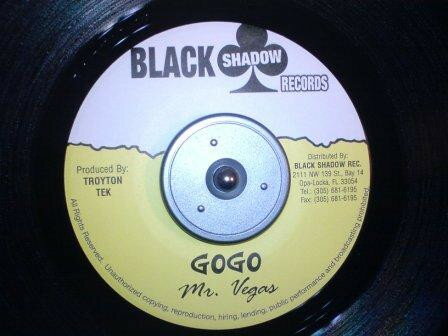 BLACK SHADOW
RECORDS
Produced By:
TROYTON
TEK
Distributed By:
BLACK SHADOW REC.
2111 NW 139 St., Bay 14
Opa-Locka, FL 33054
Tel: (305) 681-6195
Fax: (305) 681-6195
GOGO
Mr. Vegas
All Rights Reserved. Unauthorized copying, reproduction, hiring, lending, public performance and broadcasting prohibited.